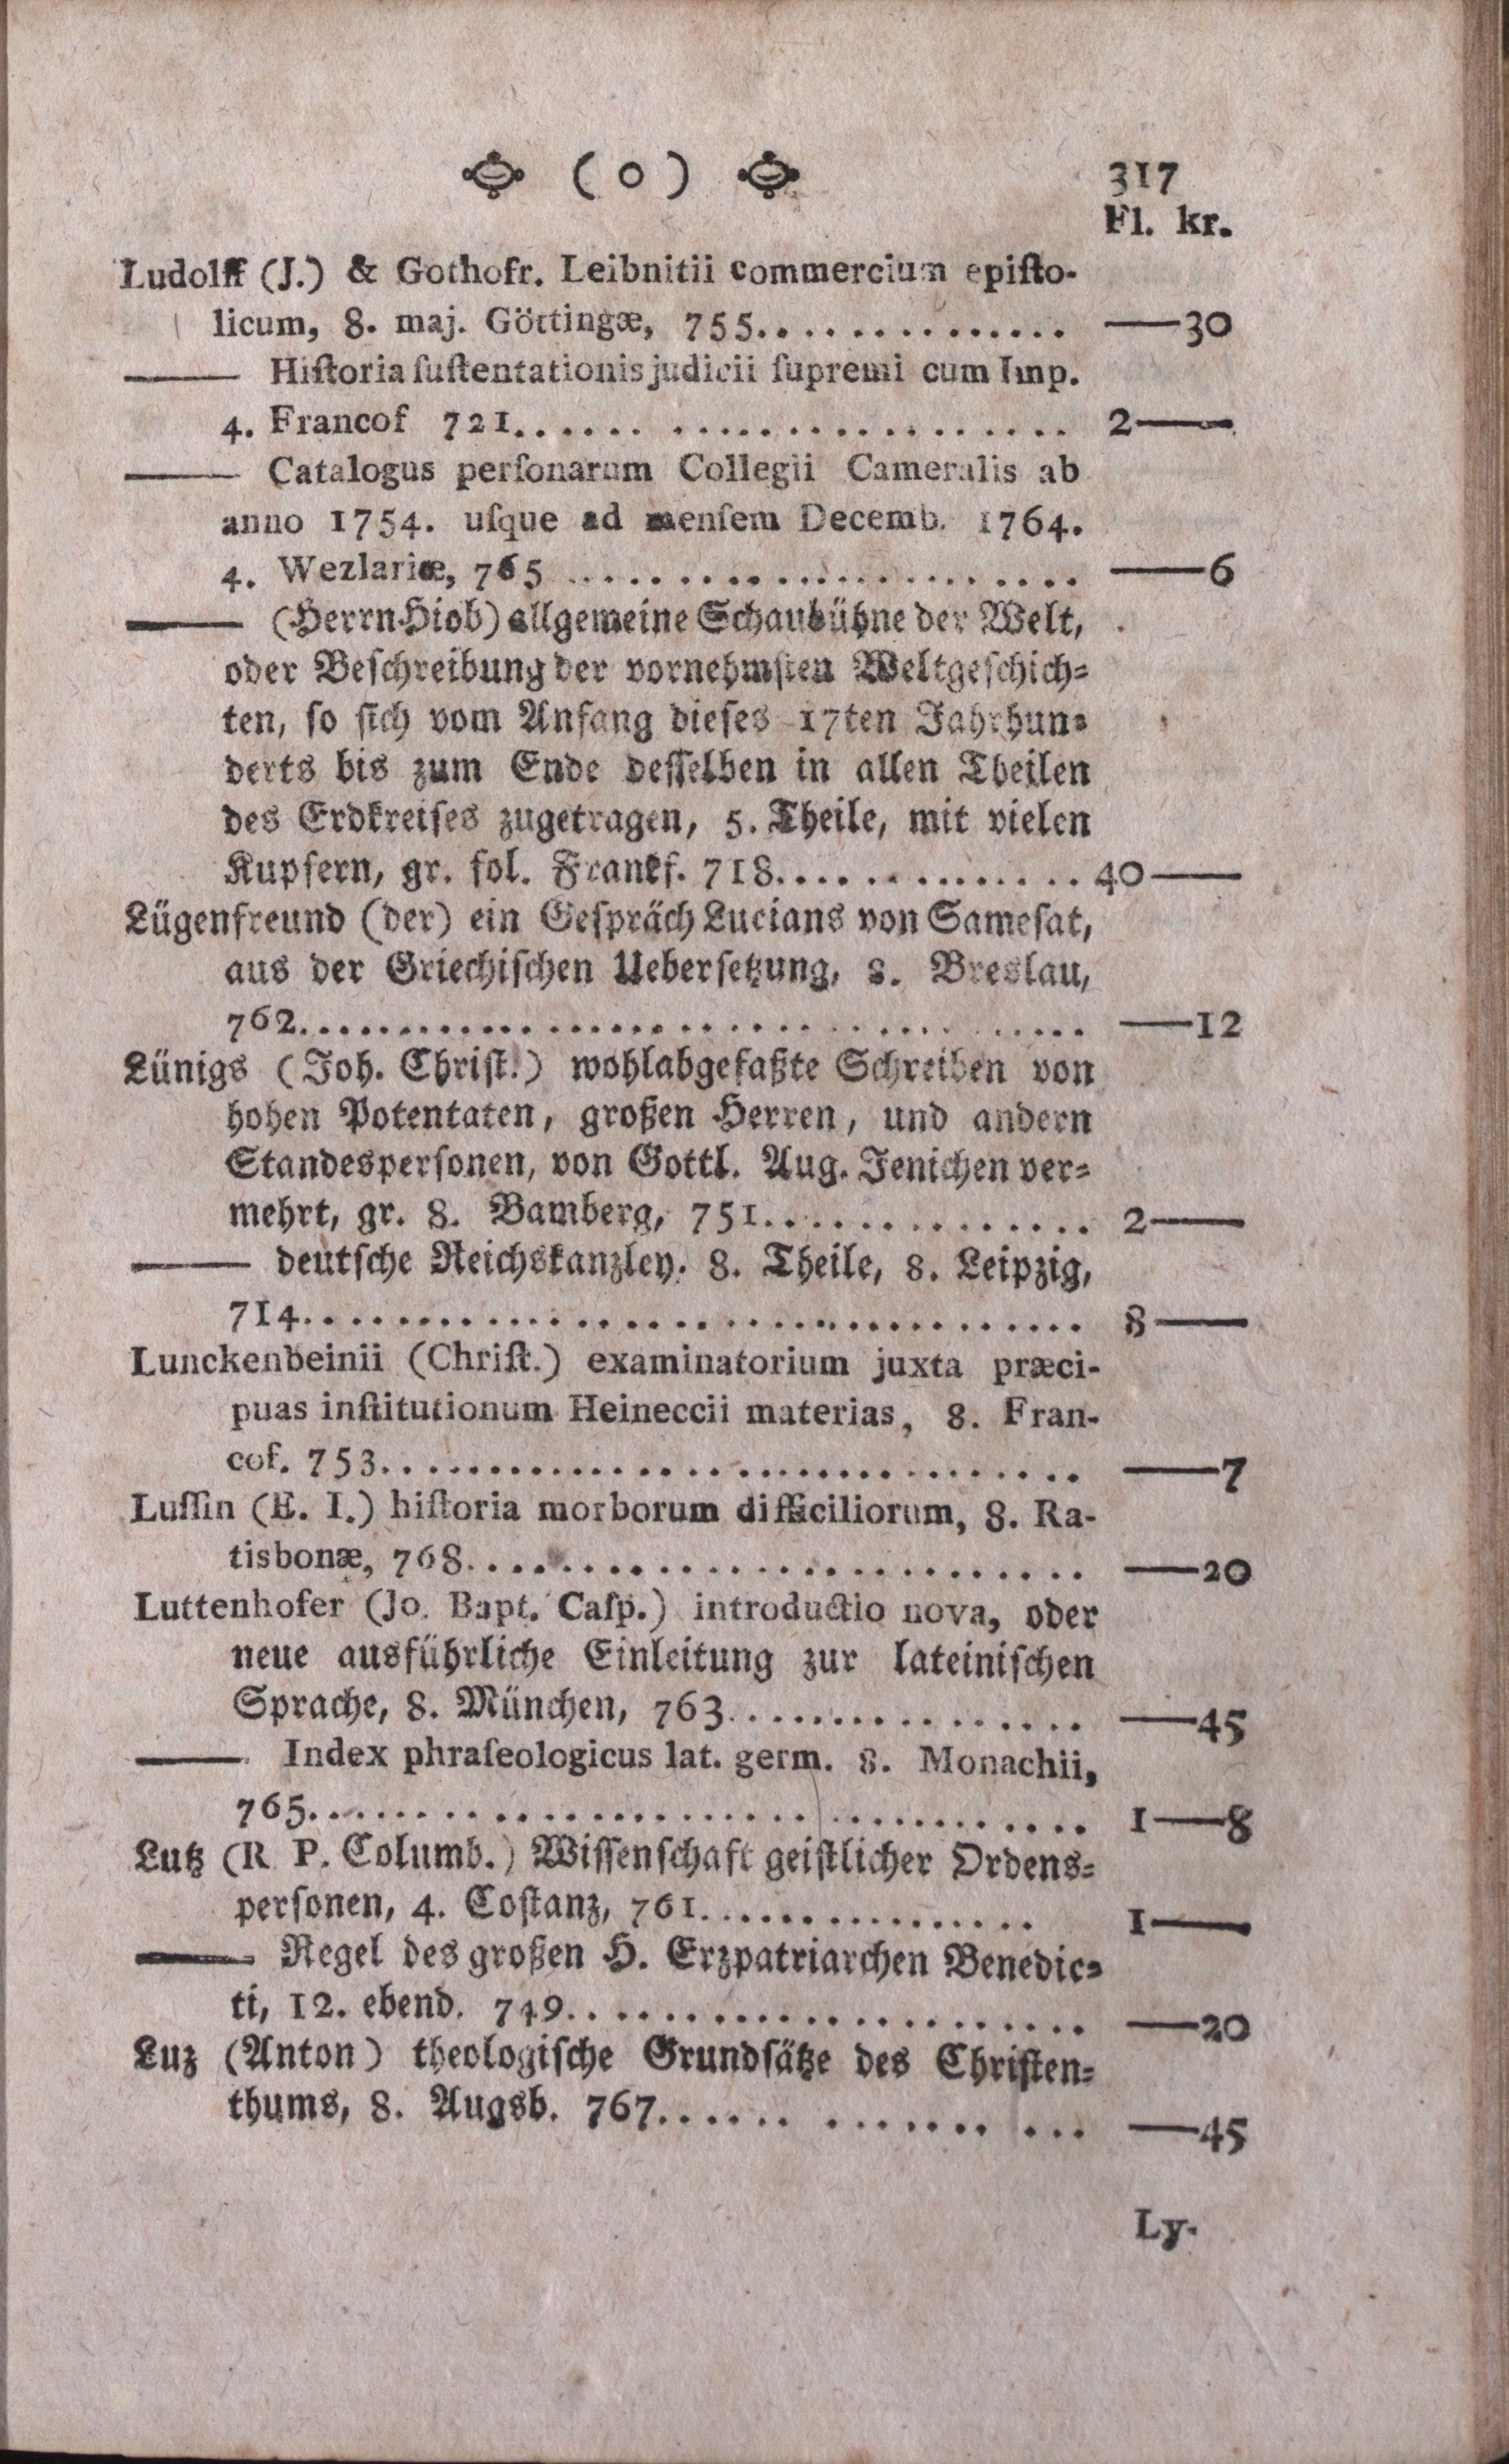 ( o ) 317
Fl. kr.
Ludolff (J.) & Gothofr. Leibnitii commercium epiſto-
licum, 8. maj. Göttingæ, 755.............. —30
—— Hiſtoria ſuſtentationis judicii ſupremi cum Imp.
4. Francof 721....................... 2—
—— Catalogus perſonarum Collegii Cameralis ab
anno 1754. uſque ad menſem Decemb. 1764.
4. Wezlariæ, 765 ...................... —6
—— (Herrn Hiob) allgemeine Schaubühne der Welt,
oder Beſchreibung der vornehmſten Weltgeſchich=
ten, ſo ſich vom Anfang dieſes 17ten Jahrhun=
derts bis zum Ende deſſelben in allen Theilen
des Erdkreiſes zugetragen, 5. Theile, mit vielen
Kupfern, gr. fol. Frankf. 718.............. 40—
Lügenfreund (der) ein Geſpräch Lucians von Sameſat,
aus der Griechiſchen Ueberſetzung, 8. Breslau,
762................................. —12
Lünigs (Joh. Chriſt.) wohlabgefaßte Schreiben von
hohen Potentaten, großen Herren, und andern
Standesperſonen, von Gottl. Aug. Jenichen ver=
mehrt, gr. 8. Bamberg, 751.............. 2—
—— deutſche Reichskanzley. 8. Theile, 8. Leipzig,
714................................. 8—
Lunckenbeinii (Chriſt.) examinatorium juxta præci-
puas inſtitutionum Heineccii materias, 8. Fran-
cof. 753.............................. —7
Luſſin (E. I.) hiſtoria morborum difficiliorum, 8. Ra-
tisbonæ, 768.......................... —20
Luttenhofer (Jo. Bapt. Caſp.) introductio nova, oder
neue ausführliche Einleitung zur lateiniſchen
Sprache, 8. München, 763............... —45
—— Index phraſeologicus lat. germ. 8. Monachii,
765................................. 1—8
Lutz (R P. Columb.) Wiſſenſchaft geiſtlicher Ordens=
perſonen, 4. Coſtanz, 761.............. 1—
—— Regel des großen H. Erzpatriarchen Benedic=
ti, 12. ebend. 749...................... —20
Luz (Anton) theologiſche Grundſätze des Chriſten=
thums, 8. Augsb. 767................ —45
Ly.